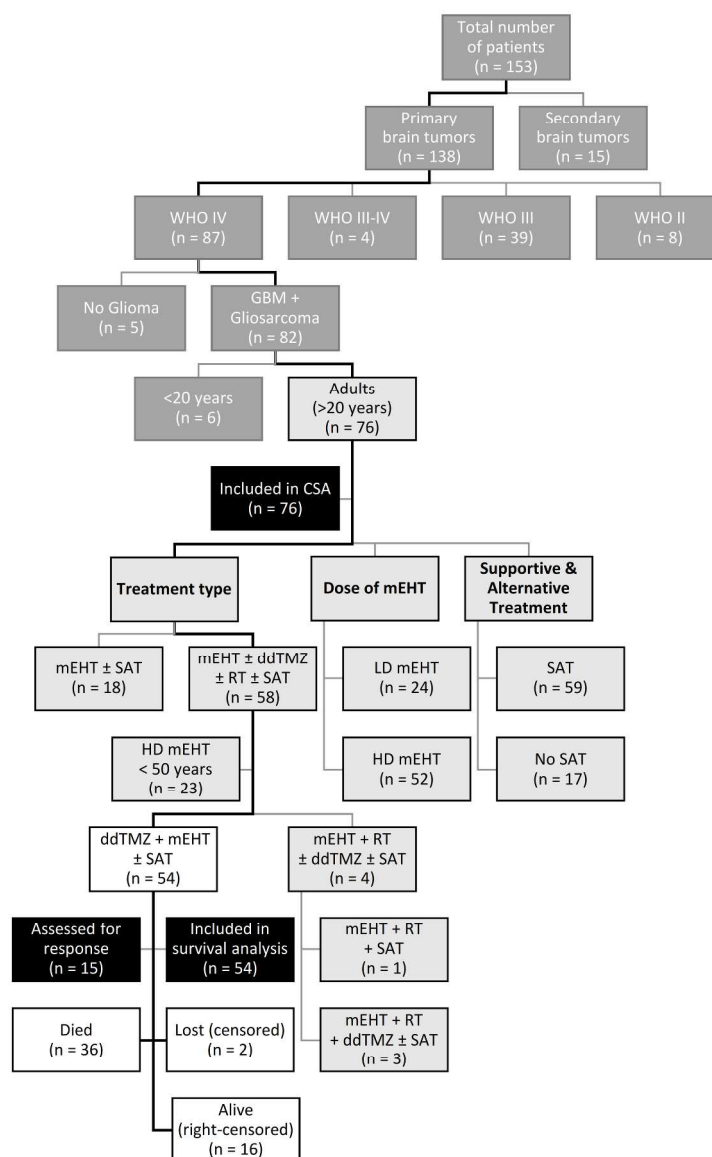 Total number
of patients
(n = 153)
Primary
brain tumors
(n = 138)
Secondary
brain tumors
(n = 15)
WHO IV
(n = 87)
WHO III-IV
(n = 4)
WHO III
(n = 39)
WHO II
(n = 8)
No Glioma
(n = 5)
GBM +
Gliosarcoma
(n = 82)
<20 years
(n = 6)
Adults
(>20 years)
(n = 76)
Included in CSA
(n = 76)
Treatment type
Dose of mEHT
Supportive &
Alternative
Treatment
mEHT ± SAT
(n = 18)
mEHT ± ddTMZ
± RT ± SAT
(n = 58)
LD mEHT
(n = 24)
SAT
(n = 59)
HD mEHT
< 50 years
(n = 23)
HD mEHT
(n = 52)
No SAT
(n = 17)
ddTMZ + mEHT
± SAT
(n = 54)
mEHT + RT
± ddTMZ ± SAT
(n = 4)
Assessed for
response
(n = 15)
Included in
survival analysis
(n = 54)
mEHT + RT
+ SAT
(n = 1)
Died
(n = 36)
Lost (censored)
(n = 2)
mEHT + RT
+ ddTMZ ± SAT
(n = 3)
Alive
(right-censored)
(n = 16)